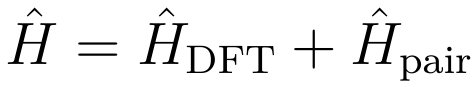 Ĥ = Ĥ_DFT + Ĥ_pair